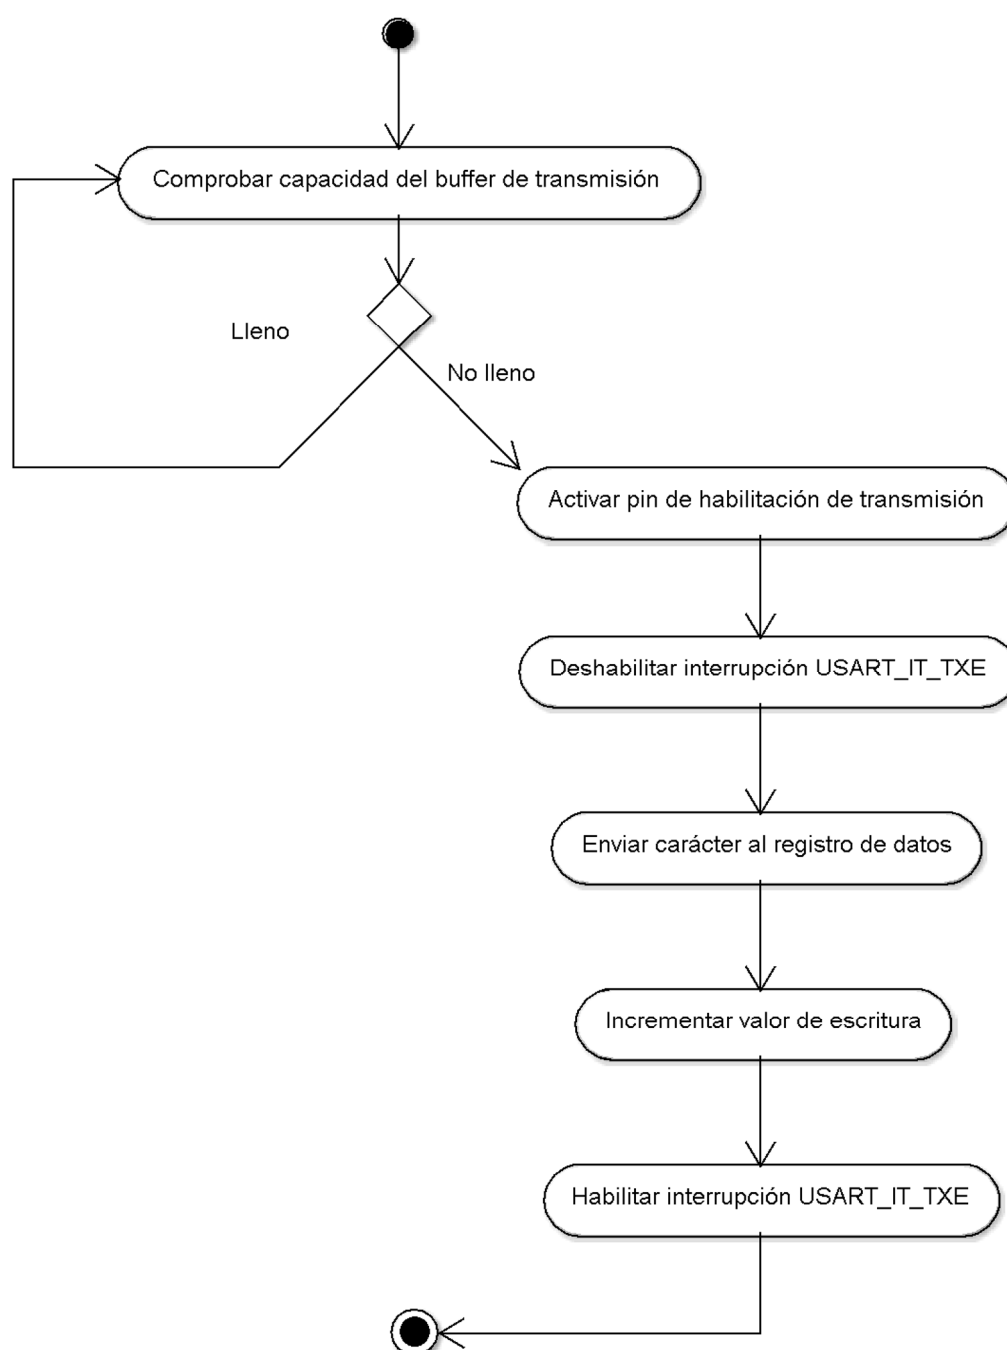 Comprobar capacidad del buffer de transmisión
Lleno
No lleno
Activar pin de habilitación de transmisión
Deshabilitar interrupción USART_IT_TXE
Enviar carácter al registro de datos
Incrementar valor de escritura
Habilitar interrupción USART_IT_TXE